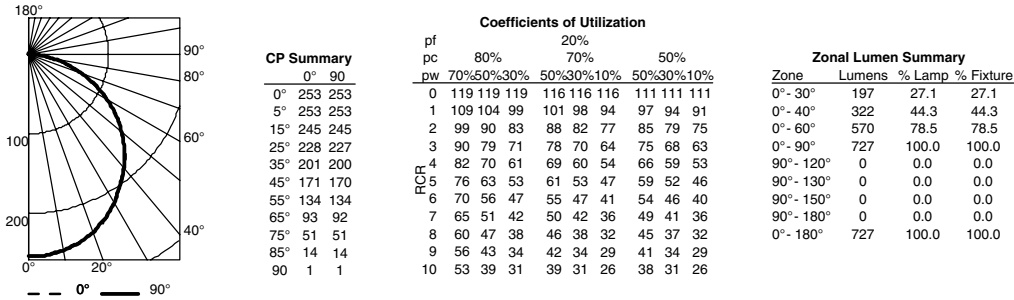 180°
90°
80°
60°
40°
100
200
0° 20°
0° 90°
CP Summary
0° 90
0° 253 253
5° 253 253
15° 245 245
25° 228 227
35° 201 200
45° 171 170
55° 134 134
65° 93 92
75° 51 51
85° 14 14
90 1 1
Coefficients of Utilization
pf 20%
pc 80% 70% 50%
pw 70%50%30% 50%30%10% 50%30%10%
RCR
0 119 119 119 116 116 116 111 111 111
1 109 104 99 101 98 94 97 94 91
2 99 90 83 88 82 77 85 79 75
3 90 79 71 78 70 64 75 68 63
4 82 70 61 69 60 54 66 59 53
5 76 63 53 61 53 47 59 52 46
6 70 56 47 55 47 41 54 46 40
7 65 51 42 50 42 36 49 41 36
8 60 47 38 46 38 32 45 37 32
9 56 43 34 42 34 29 41 34 29
10 53 39 31 39 31 26 38 31 26
Zonal Lumen Summary
Zone Lumens % Lamp % Fixture
0°- 30° 197 27.1 27.1
0°- 40° 322 44.3 44.3
0°- 60° 570 78.5 78.5
0°- 90° 727 100.0 100.0
90°- 120° 0 0.0 0.0
90°- 130° 0 0.0 0.0
90°- 150° 0 0.0 0.0
90°- 180° 0 0.0 0.0
0°- 180° 727 100.0 100.0